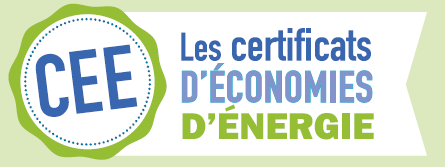 CEE
Les certificats
D'ÉCONOMIES
D'ÉNERGIE